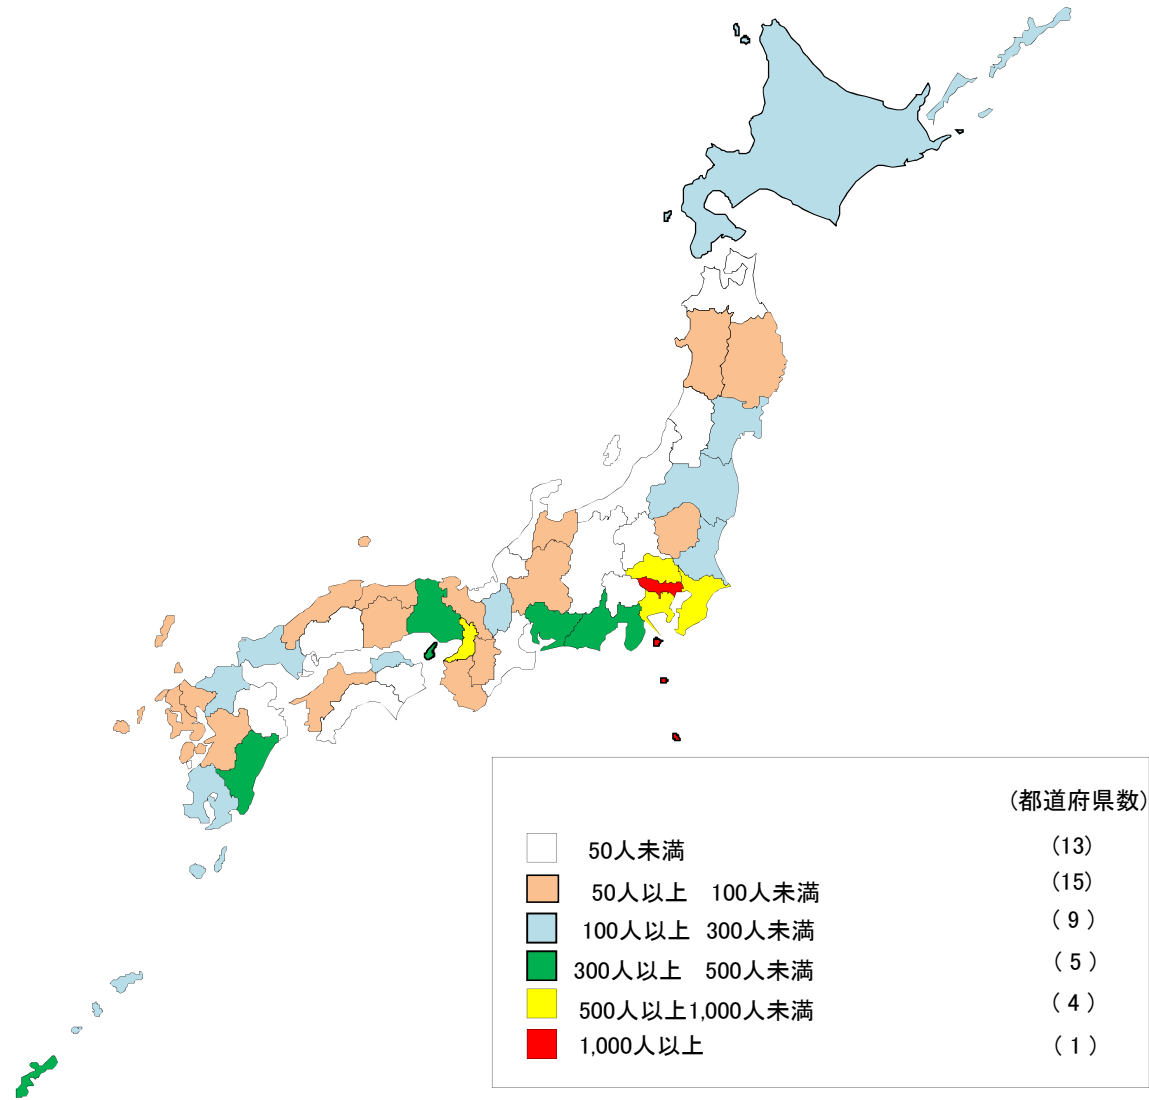 (都道府県数)
50人未満 (13)
50人以上 100人未満 (15)
100人以上 300人未満 ( 9 )
300人以上 500人未満 ( 5 )
500人以上1,000人未満 ( 4 )
1,000人以上 ( 1 )